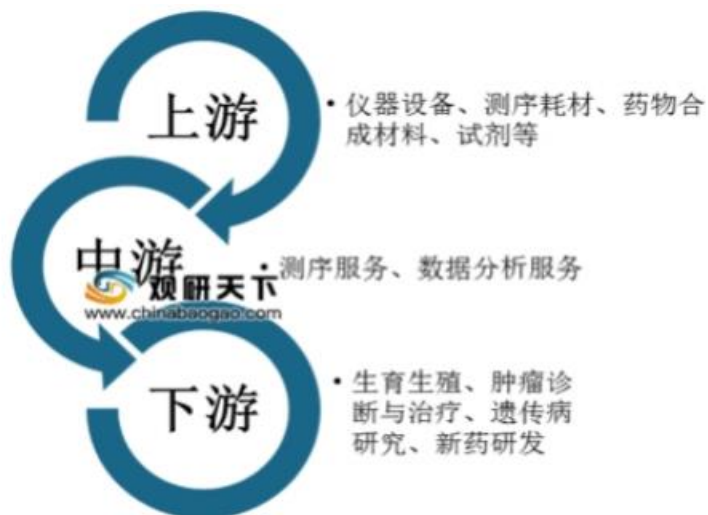 上游
• 仪器设备、测序耗材、药物合
成材料、试剂等
中游
• 测序服务、数据分析服务
观研天下
www.chinabaogao.com
下游
• 生育生殖、肿瘤诊
断与治疗、遗传病
研究、新药研发